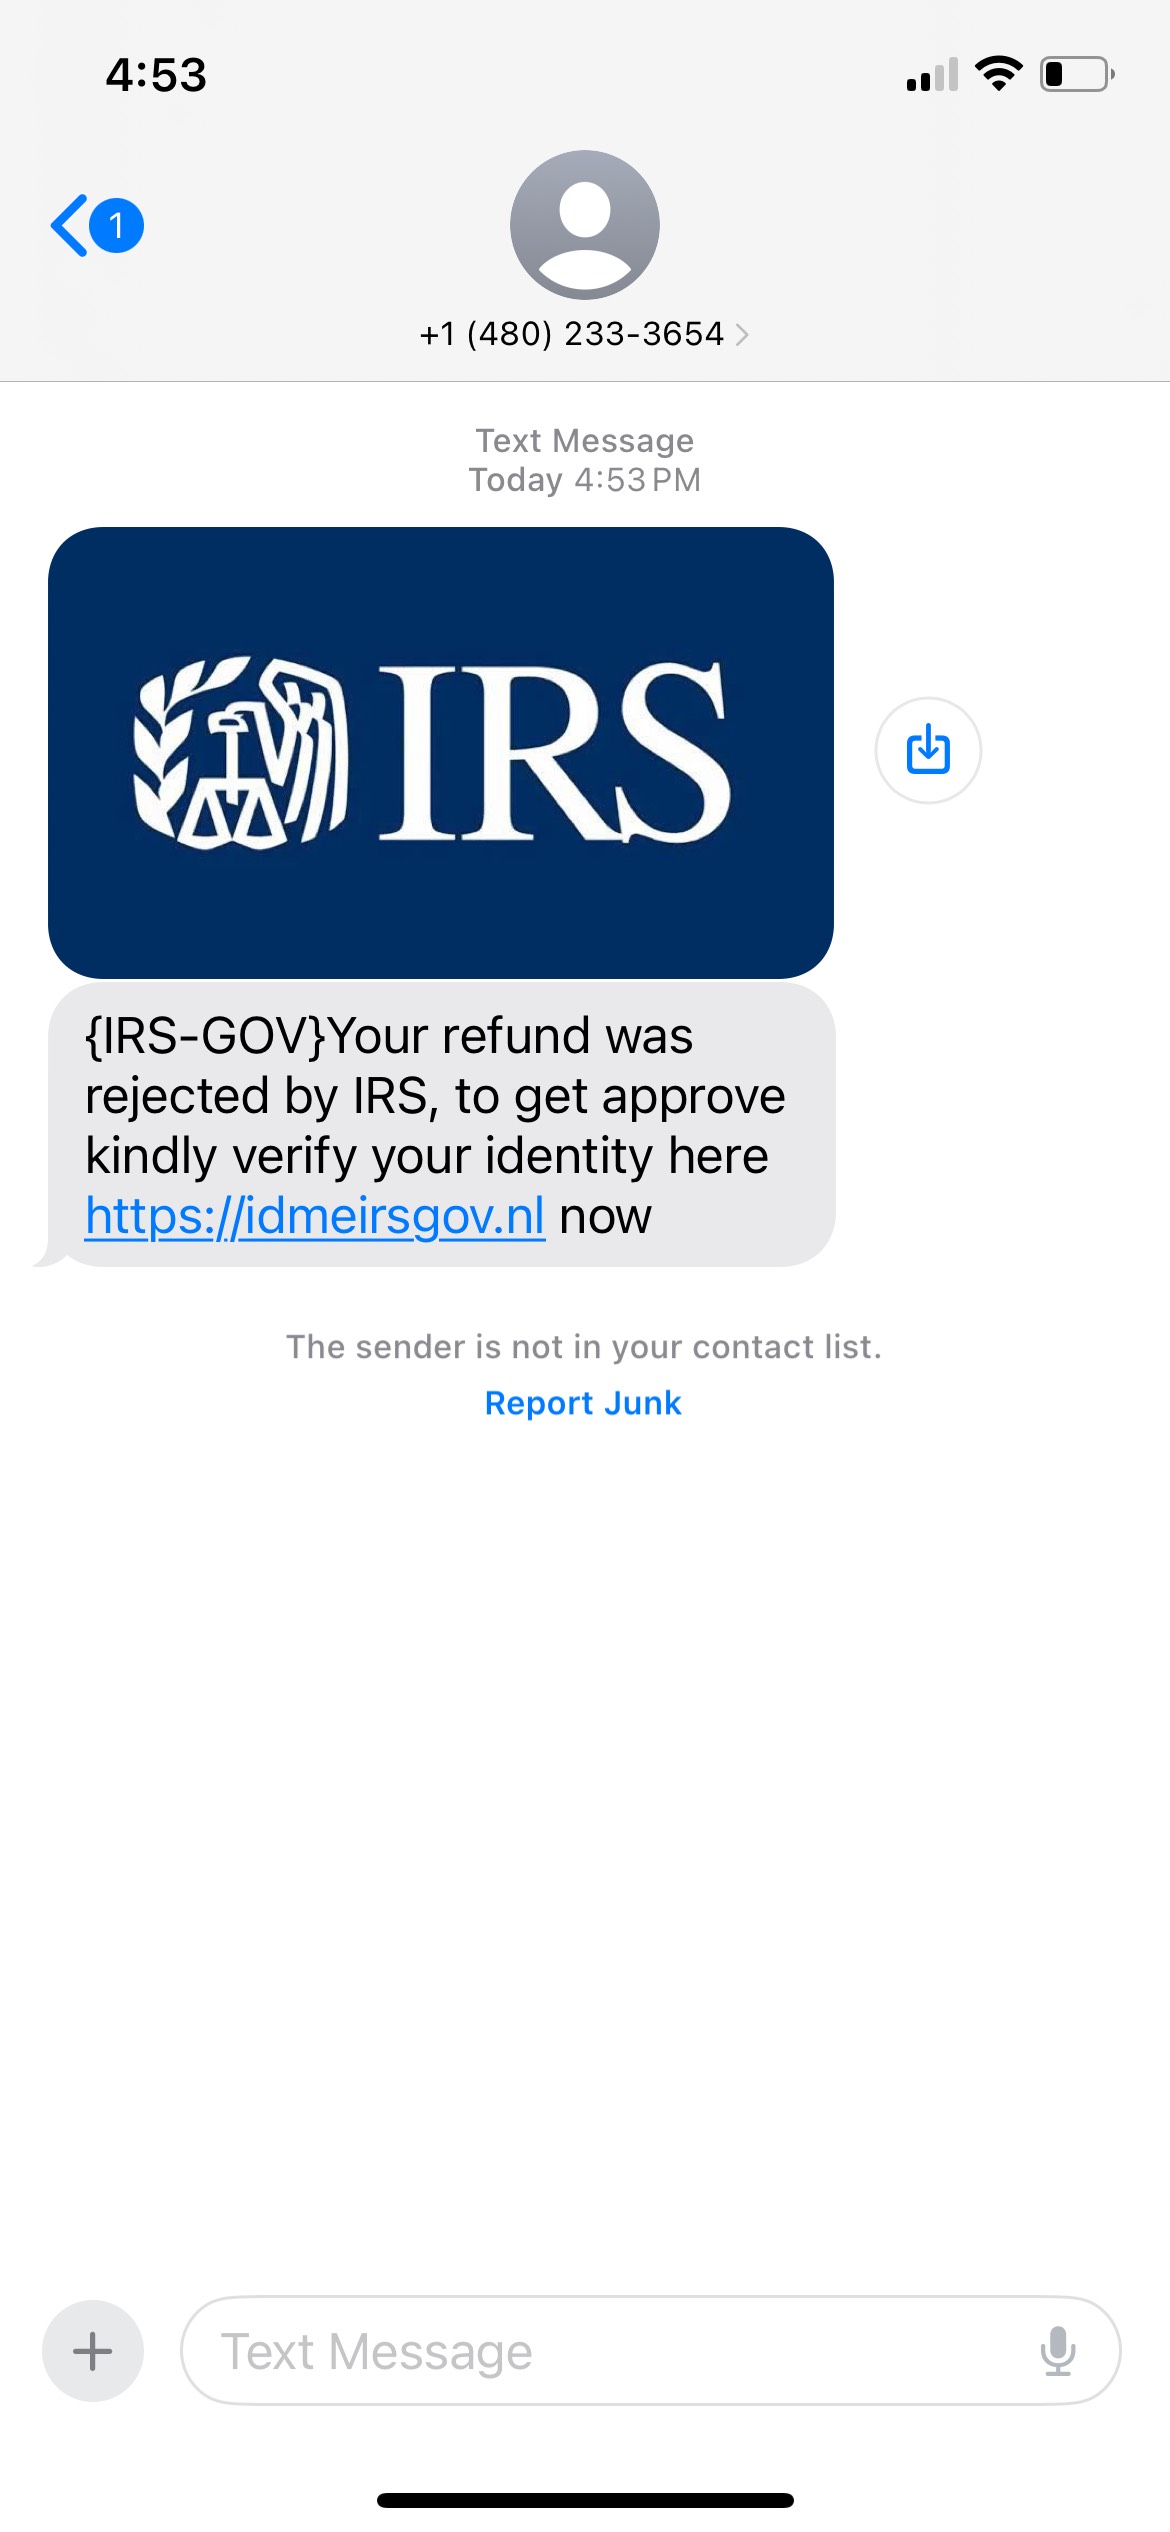 4:53
1
+1 (480) 233-3654
Text Message
Today 4:53 PM
IRS
{IRS-GOV}Your refund was
rejected by IRS, to get approve
kindly verify your identity here
https://idmeirsgov.nl now
The sender is not in your contact list.
Report Junk
Text Message